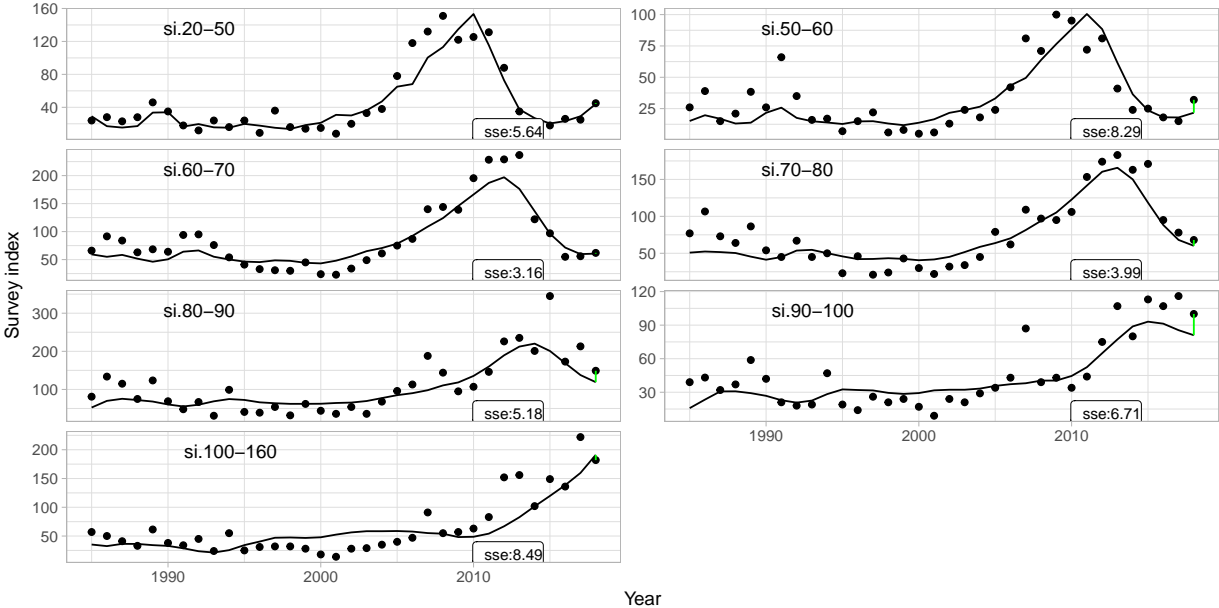 si.20−50
160
120
80
40
sse:5.64
si.50−60
100
75
50
25
sse:8.29
si.60−70
200
150
100
50
sse:3.16
si.70−80
150
100
50
sse:3.99
si.80−90
300
200
100
sse:5.18
si.90−100
120
90
60
30
sse:6.71
1990 2000 2010
si.100−160
200
150
100
50
sse:8.49
1990 2000 2010
Survey index
Year